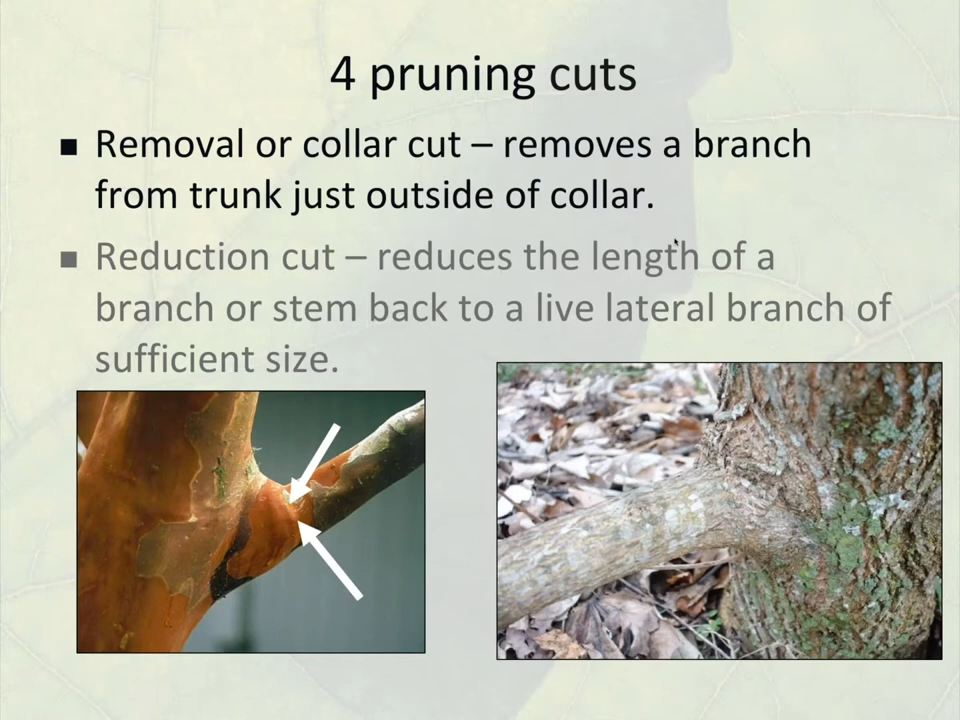 4 pruning cuts
■ Removal or collar cut – removes a branch
from trunk just outside of collar.
■ Reduction cut – reduces the length of a
branch or stem back to a live lateral branch of
sufficient size.